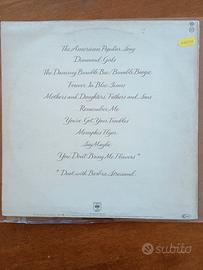 The American Popular Song
Diamond Girls
The Dancing Bumble Bee/Bumble Boogie
Forever In Blue Jeans
Mothers and Daughters, Fathers and Sons
Remember Me
You've Got Your Troubles
Memphis Flyer
Say Maybe
You Don't Bring Me Flowers*
*Duet with Barbra Streisand
subito